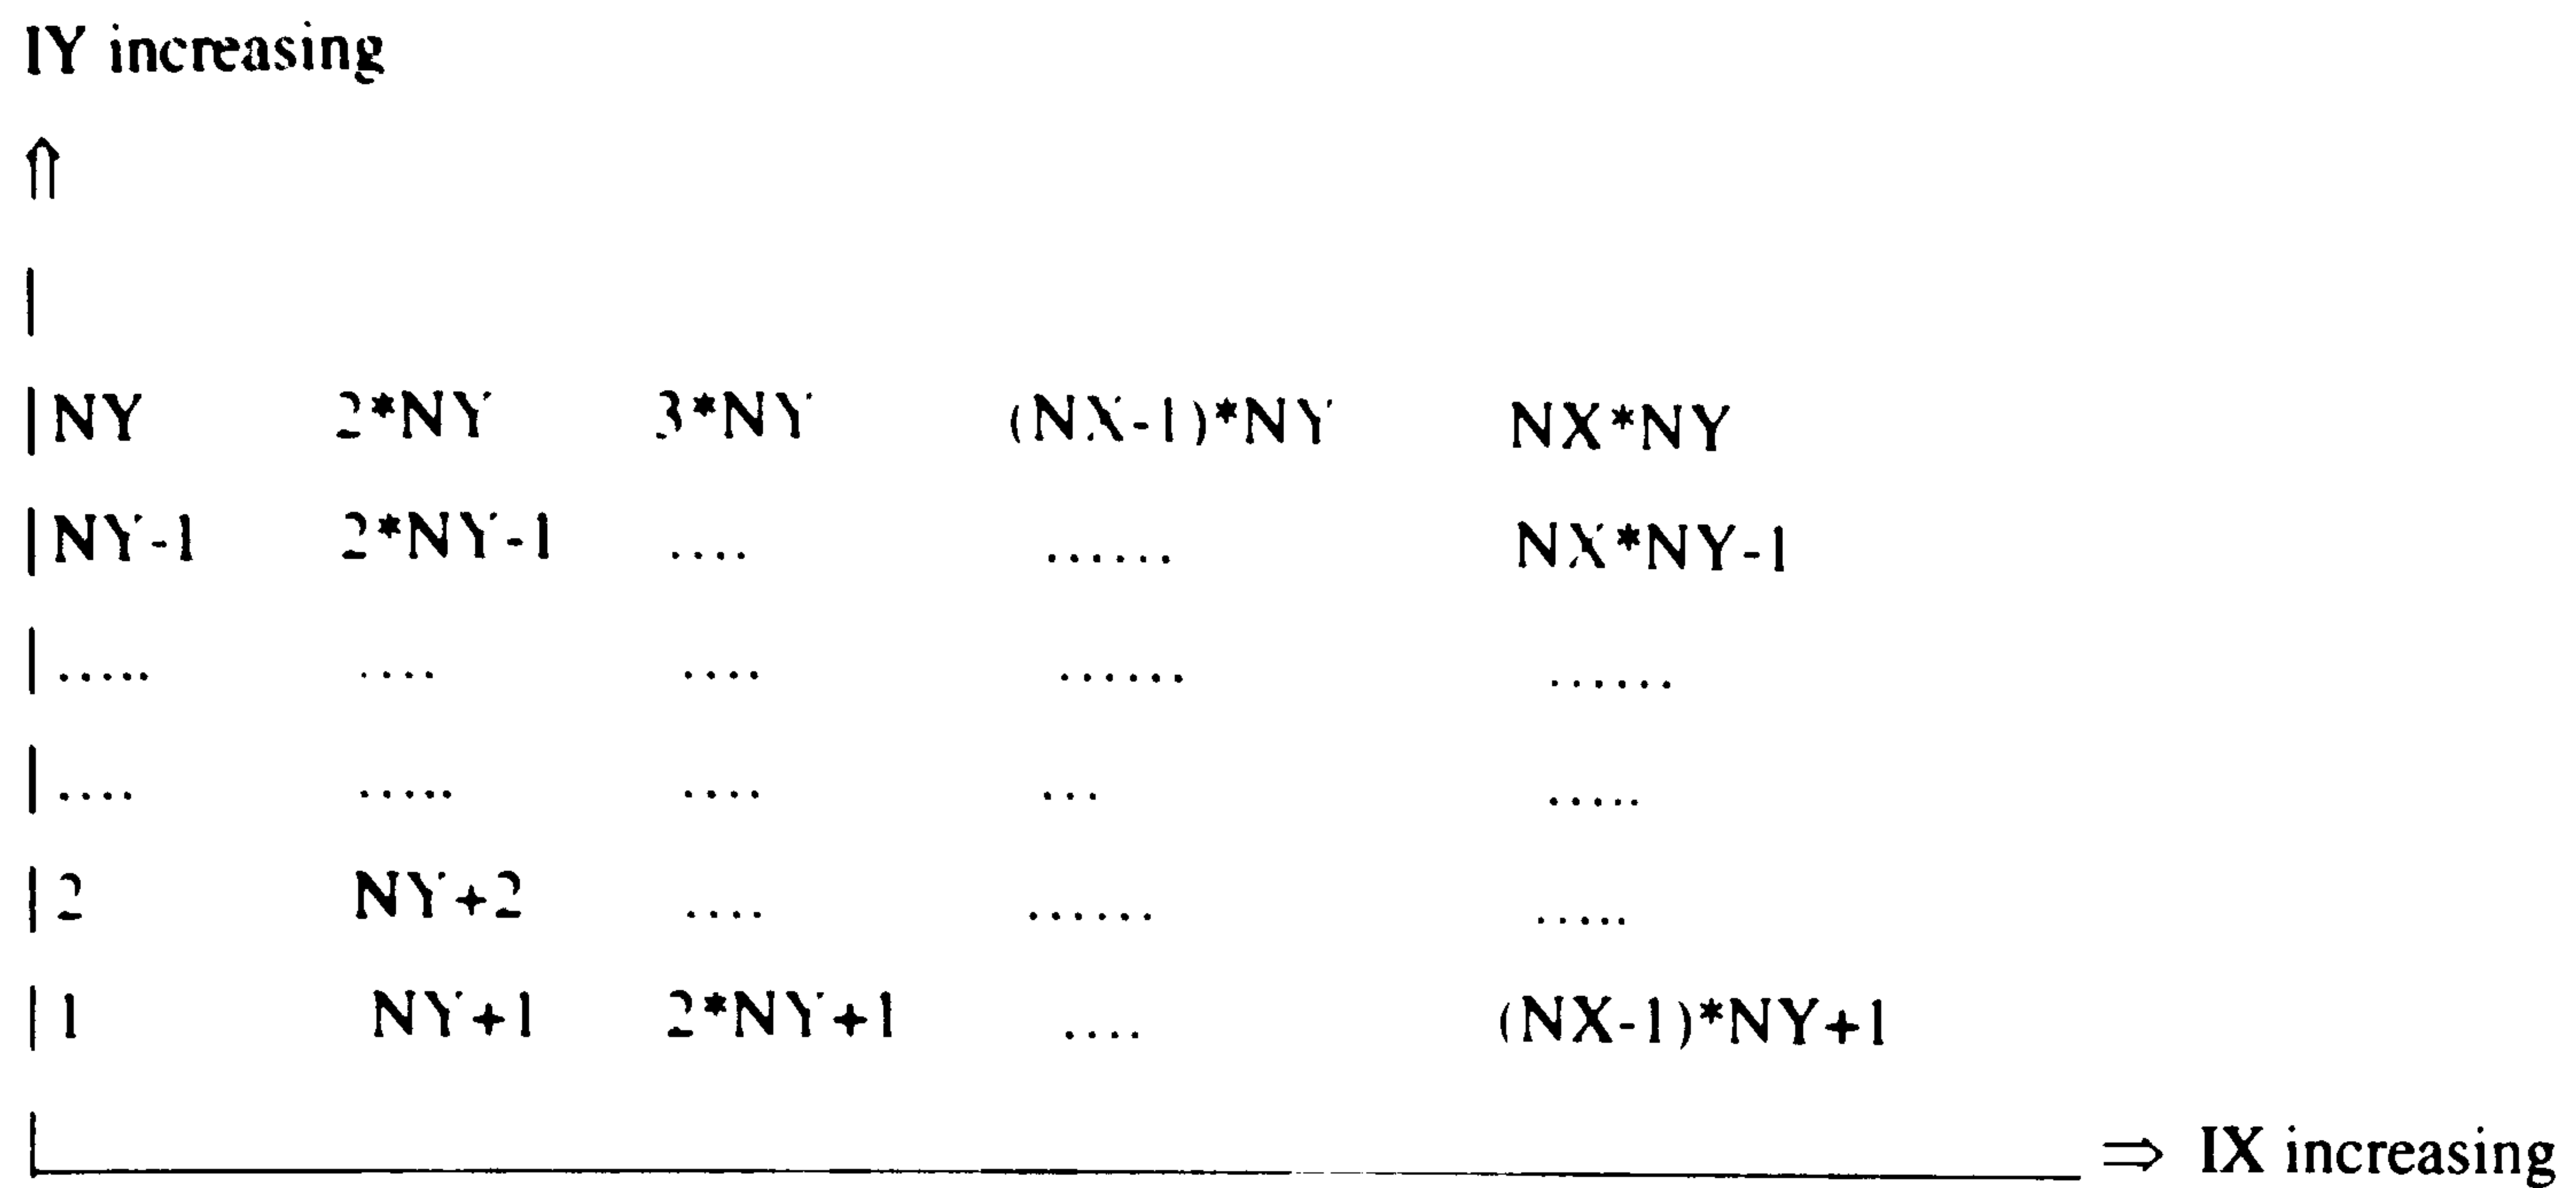 IY increasing
⇑
|
|NY 2*NY 3*NY (NX-1)*NY NX*NY
|NY-1 2*NY-1 .... ...... NX*NY-1
|..... .... .... ...... ......
|.... ..... .... ... .....
|2 NY+2 .... ...... .....
|1 NY+1 2*NY+1 .... (NX-1)*NY+1
⇒ IX increasing